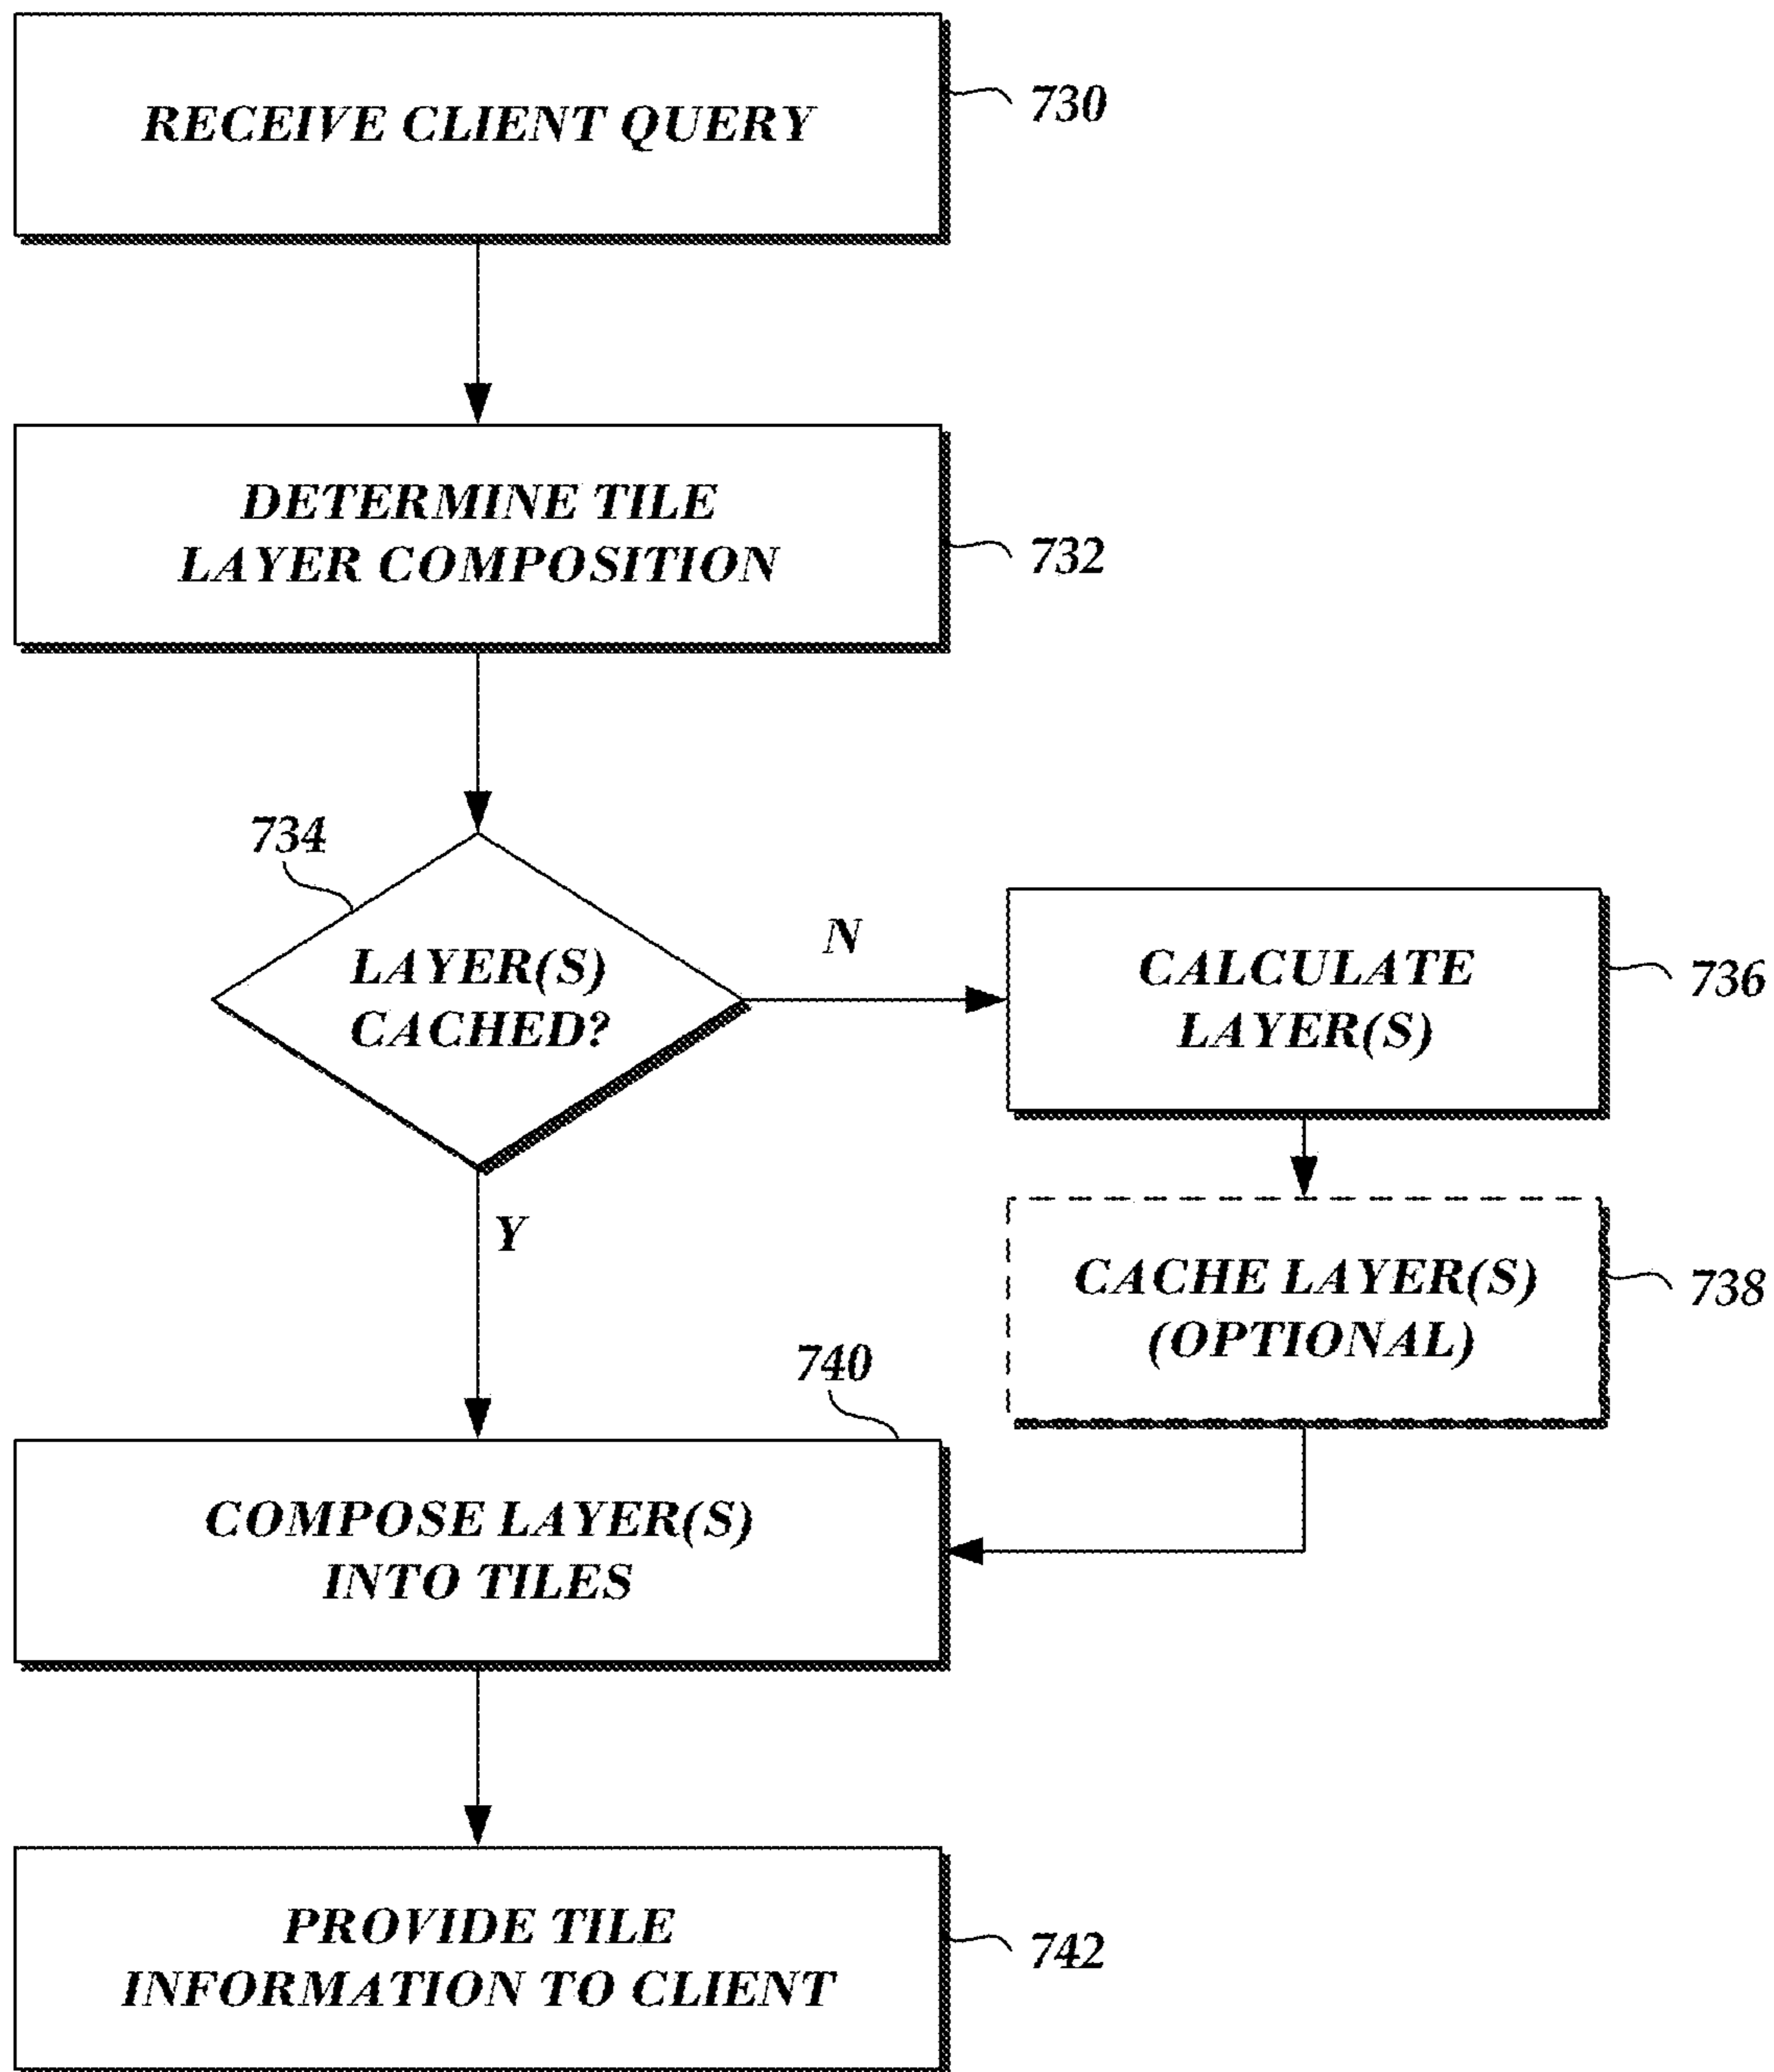 RECEIVE CLIENT QUERY
730
DETERMINE TILE
LAYER COMPOSITION
732
734
LAYER(S)
CACHED?
N
Y
CALCULATE
LAYER(S)
736
CACHE LAYER(S)
(OPTIONAL)
738
740
COMPOSE LAYER(S)
INTO TILES
PROVIDE TILE
INFORMATION TO CLIENT
742